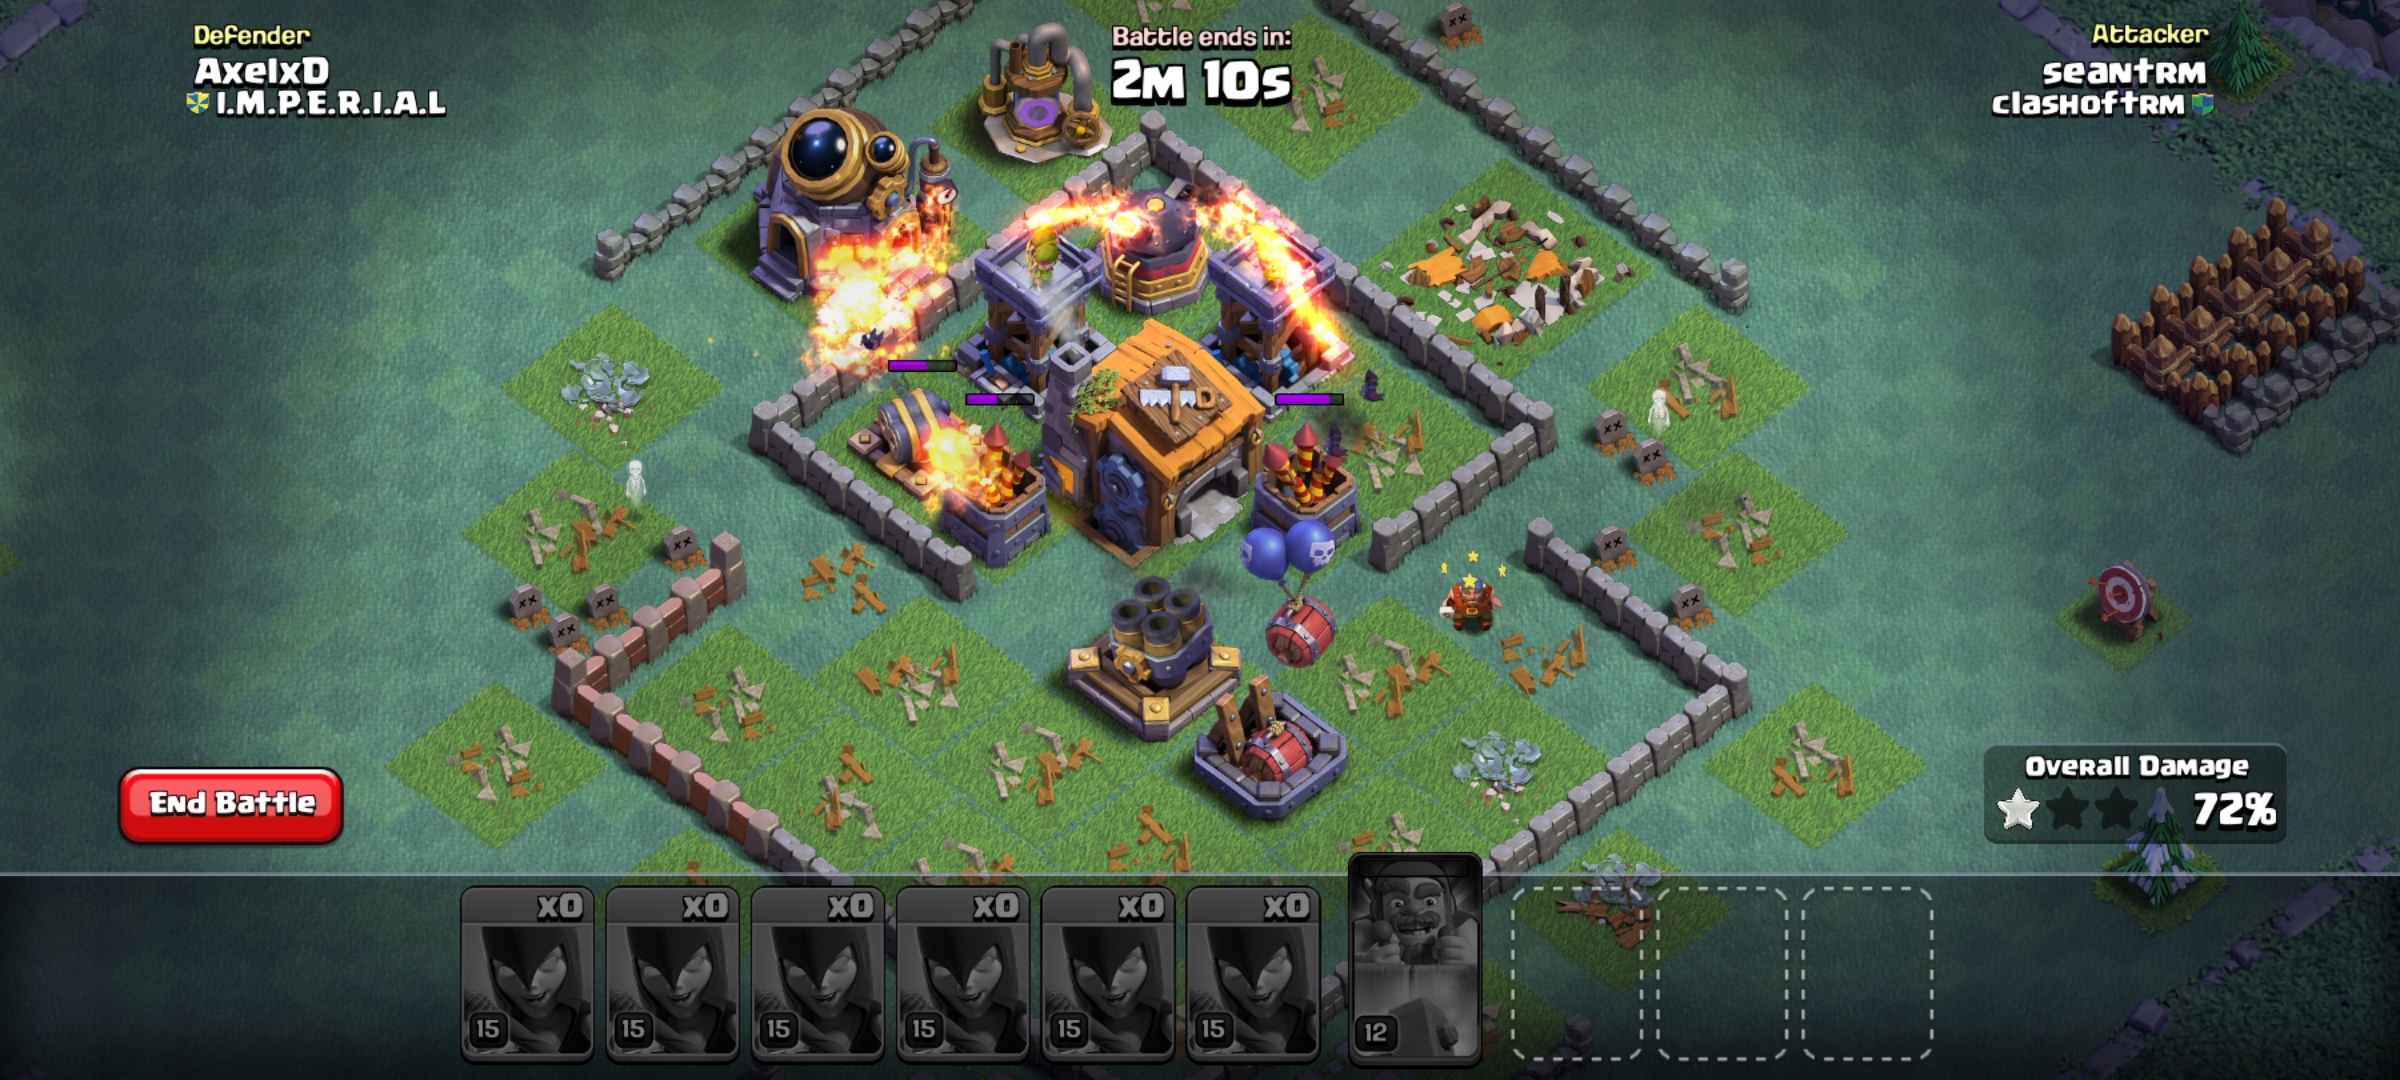 Defender
AxelxD
I.M.P.E.R.I.A.L
Battle ends in:
2M 10s
Attacker
seantRM
clashoftRM
End Battle
Overall Damage
72%
x0
x0
x0
x0
x0
x0
15
15
15
15
15
15
12